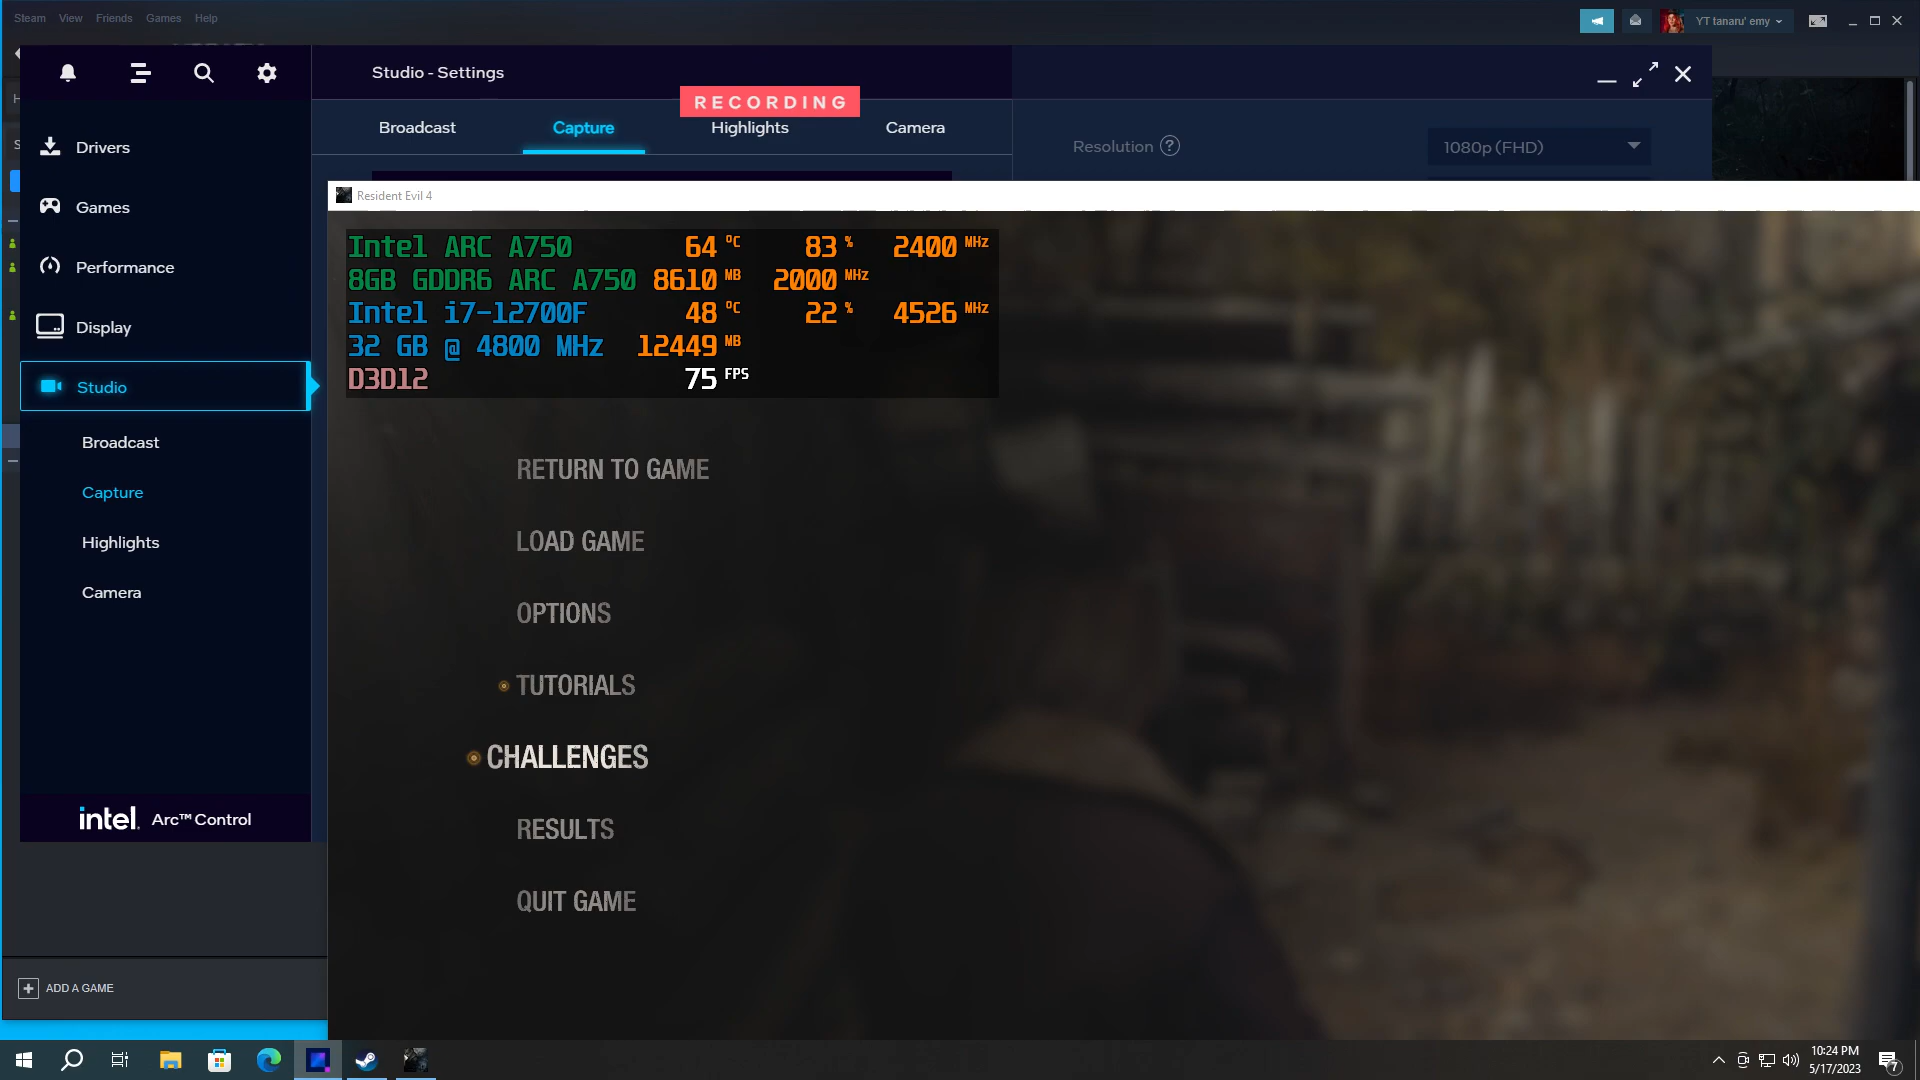 Steam View Friends Games Help
YT tanaru' emy
Studio - Settings
RECORDING
Broadcast Capture Highlights Camera
Resolution ? 1080p (FHD)
Drivers
Games
Performance
Display
Studio
Broadcast
Capture
Highlights
Camera
intel. Arc™ Control
Resident Evil 4
Intel ARC A750 64 °C 83 % 2400 MHz
8GB GDDR6 ARC A750 8610 MB 2000 MHz
Intel i7-12700F 48 °C 22 % 4526 MHz
32 GB @ 4800 MHz 12449 MB
D3D12 75 FPS
RETURN TO GAME
LOAD GAME
OPTIONS
TUTORIALS
CHALLENGES
RESULTS
QUIT GAME
ADD A GAME
10:24 PM
5/17/2023
7